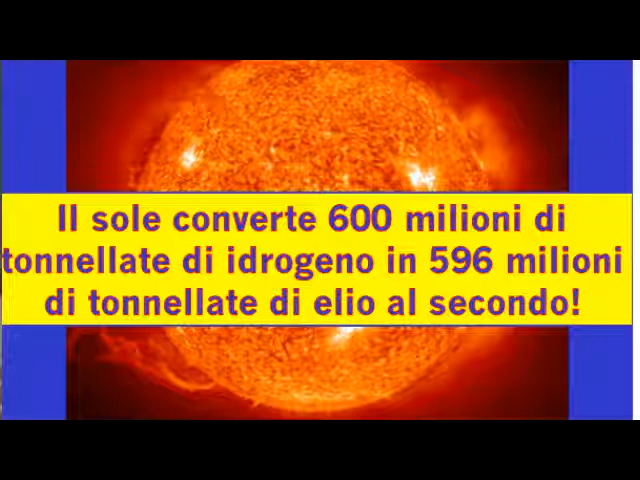 Il sole converte 600 milioni di
tonnellate di idrogeno in 596 milioni
di tonnellate di elio al secondo!